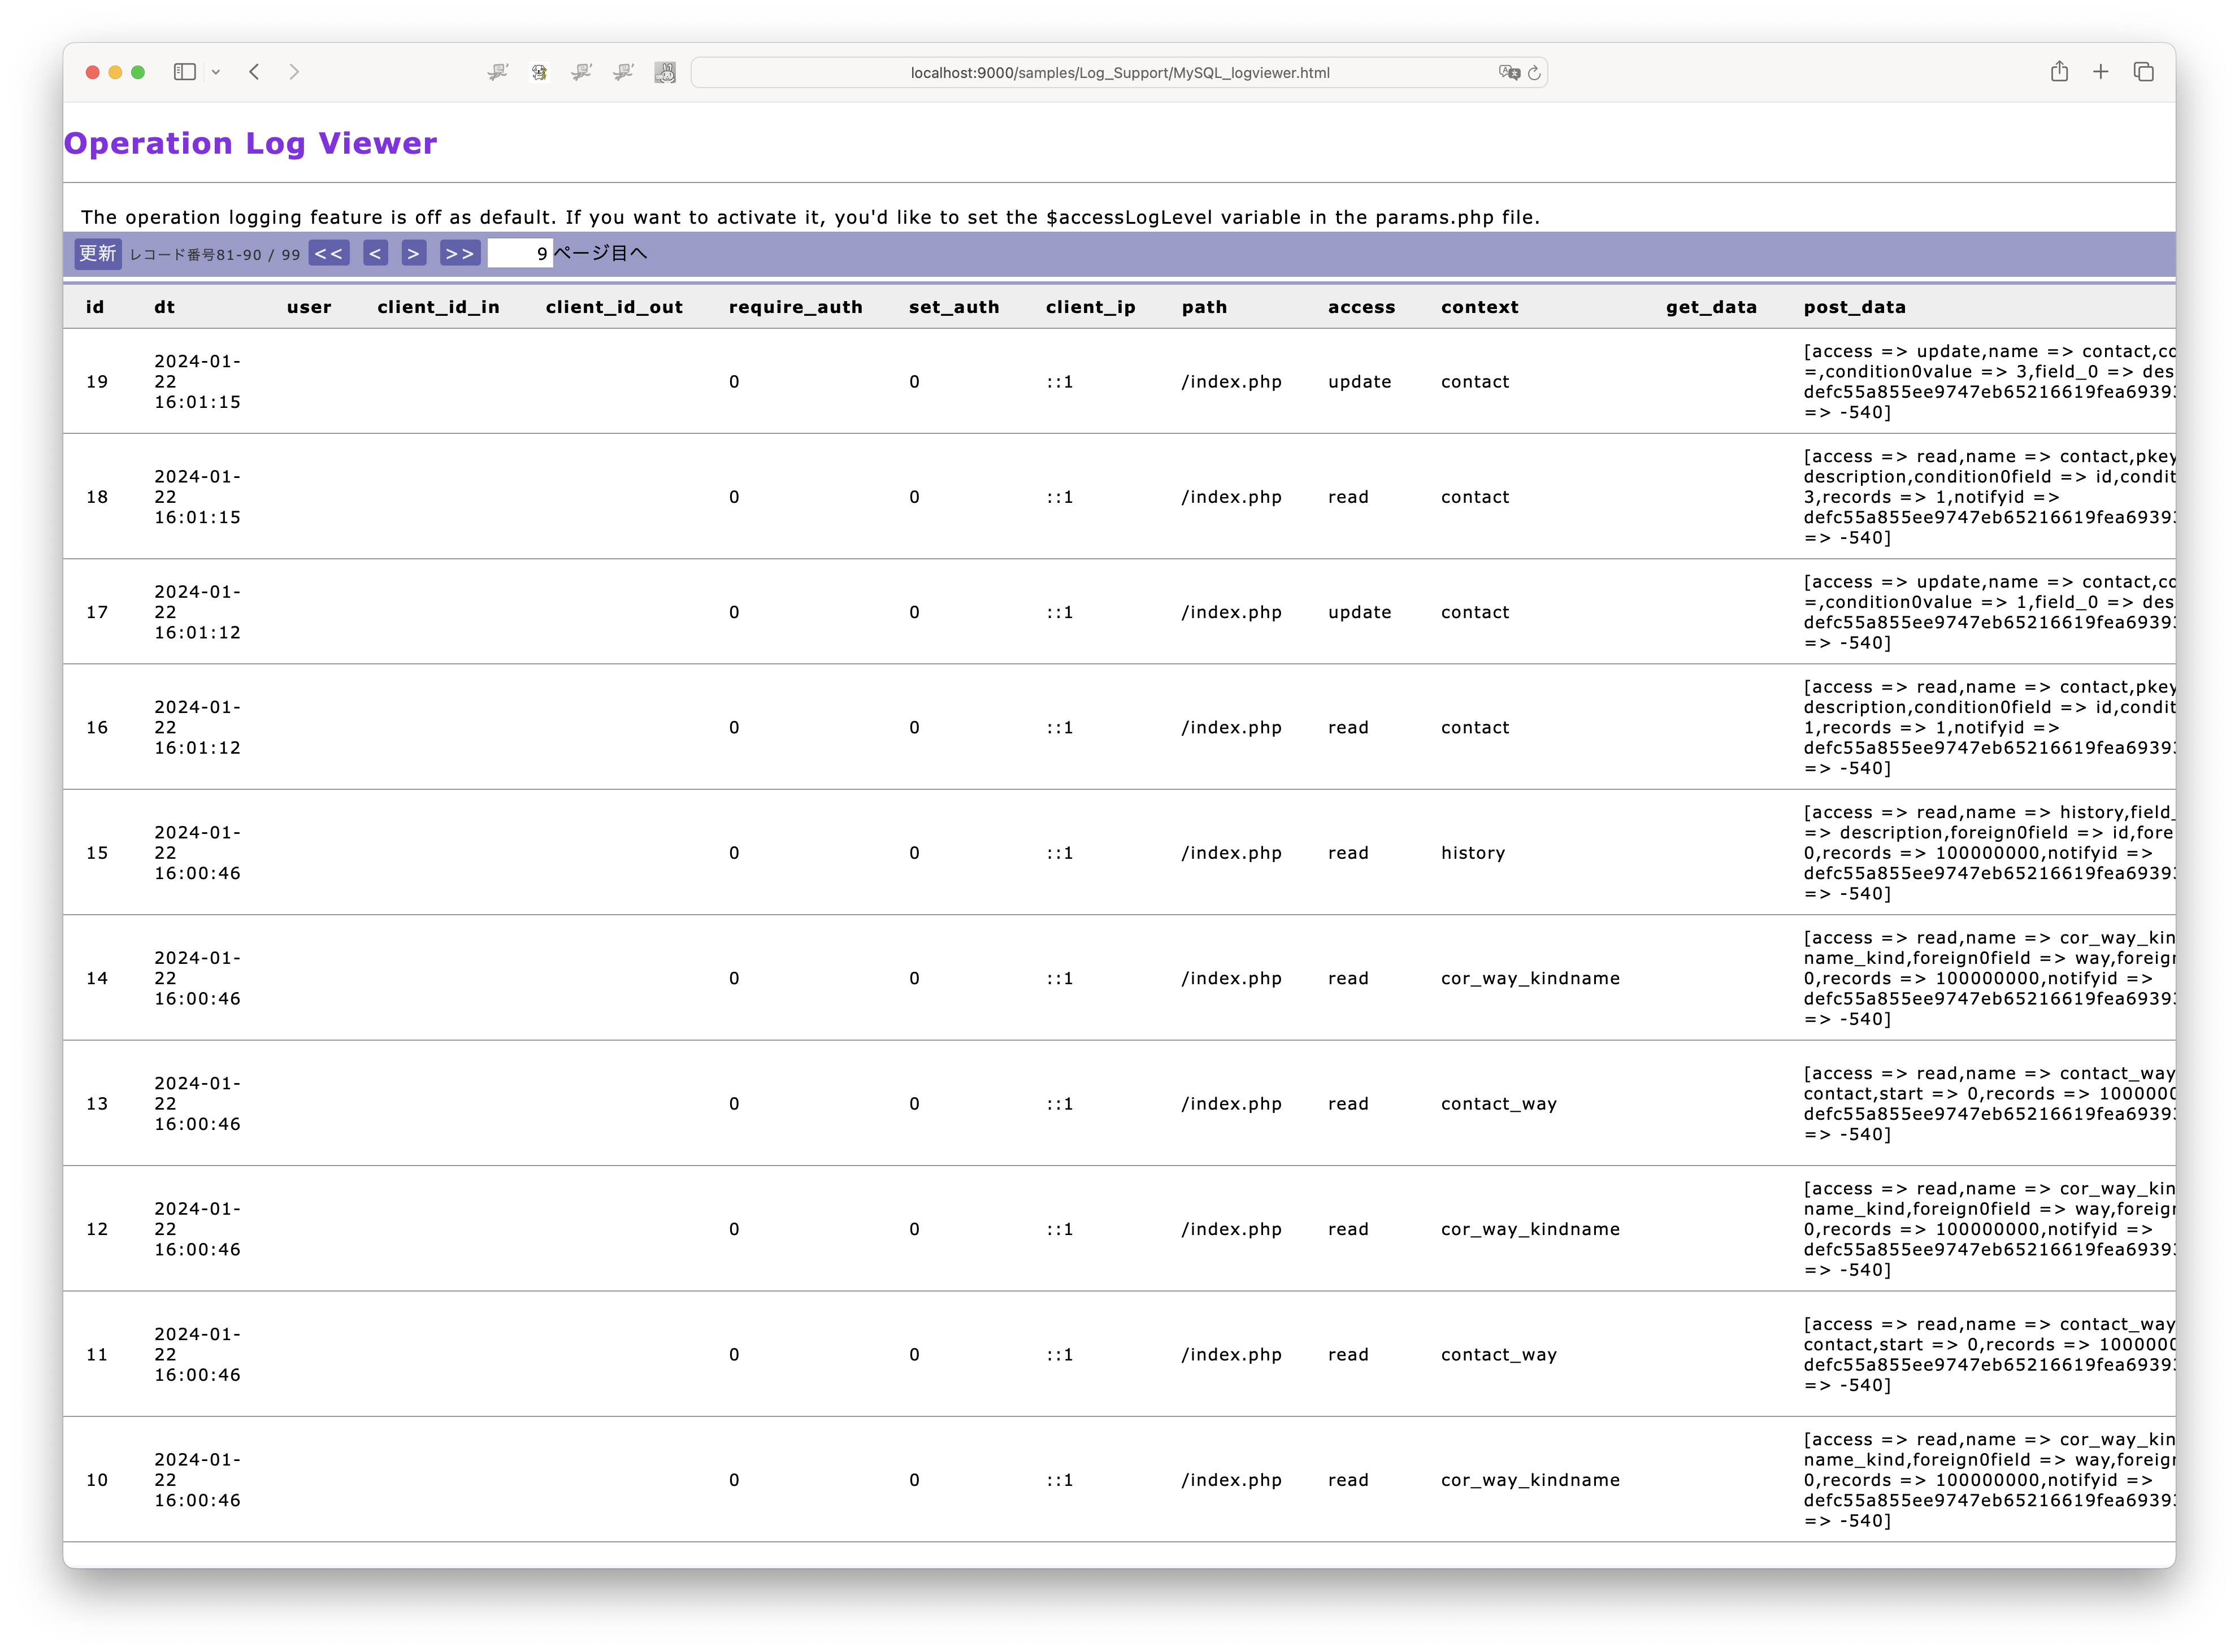 localhost:9000/samples/Log_Support/MySQL_logviewer.html
Operation Log Viewer
The operation logging feature is off as default. If you want to activate it, you'd like to set the $accessLogLevel variable in the params.php file.
更新 レコード番号81-90 / 99 << < > >> 9 ページ目へ
id dt user client_id_in client_id_out require_auth set_auth client_ip path access context get_data post_data
19 2024-01-22 16:01:15 0 0 ::1 /index.php update contact
[access => update,name => contact,
=,condition0value => 3,field_0 =>
defc55a855ee9747eb65216619fea6939
=> -540]
18 2024-01-22 16:01:15 0 0 ::1 /index.php read contact
[access => read,name => contact,pkey
description,condition0field => id,
3,records => 1,notifyid =>
defc55a855ee9747eb65216619fea6939
=> -540]
17 2024-01-22 16:01:12 0 0 ::1 /index.php update contact
[access => update,name => contact,
=,condition0value => 1,field_0 =>
defc55a855ee9747eb65216619fea6939
=> -540]
16 2024-01-22 16:01:12 0 0 ::1 /index.php read contact
[access => read,name => contact,pkey
description,condition0field => id,
1,records => 1,notifyid =>
defc55a855ee9747eb65216619fea6939
=> -540]
15 2024-01-22 16:00:46 0 0 ::1 /index.php read history
[access => read,name => history,field_
=> description,foreign0field => id,
0,records => 100000000,notifyid =>
defc55a855ee9747eb65216619fea6939
=> -540]
14 2024-01-22 16:00:46 0 0 ::1 /index.php read cor_way_kindname
[access => read,name => cor_way_kin
name_kind,foreign0field => way,
0,records => 100000000,notifyid =>
defc55a855ee9747eb65216619fea6939
=> -540]
13 2024-01-22 16:00:46 0 0 ::1 /index.php read contact_way
[access => read,name => contact_way
contact,start => 0,records => 1000000
defc55a855ee9747eb65216619fea6939
=> -540]
12 2024-01-22 16:00:46 0 0 ::1 /index.php read cor_way_kindname
[access => read,name => cor_way_kin
name_kind,foreign0field => way,
0,records => 100000000,notifyid =>
defc55a855ee9747eb65216619fea6939
=> -540]
11 2024-01-22 16:00:46 0 0 ::1 /index.php read contact_way
[access => read,name => contact_way
contact,start => 0,records => 1000000
defc55a855ee9747eb65216619fea6939
=> -540]
10 2024-01-22 16:00:46 0 0 ::1 /index.php read cor_way_kindname
[access => read,name => cor_way_kin
name_kind,foreign0field => way,
0,records => 100000000,notifyid =>
defc55a855ee9747eb65216619fea6939
=> -540]